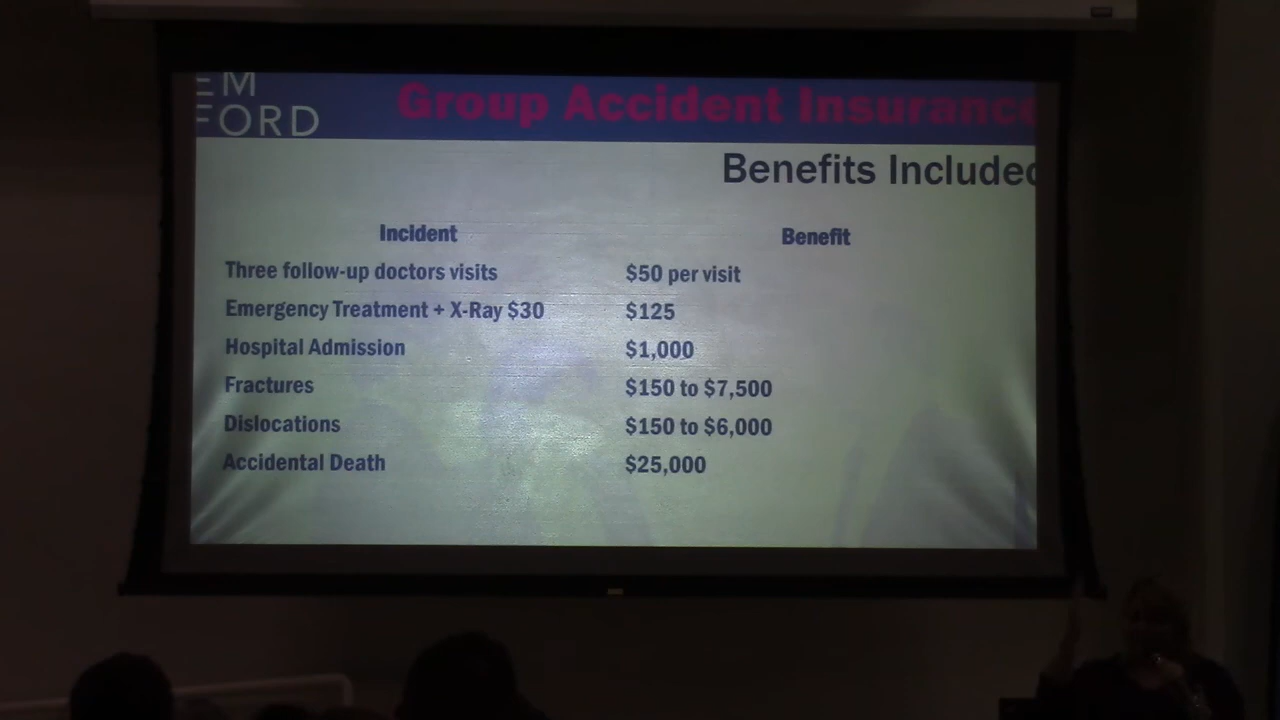 EM
FORD
Group Accident Insurance
Benefits Included
Incident
Benefit
Three follow-up doctors visits
$50 per visit
Emergency Treatment + X-Ray $30
$125
Hospital Admission
$1,000
Fractures
$150 to $7,500
Dislocations
$150 to $6,000
Accidental Death
$25,000